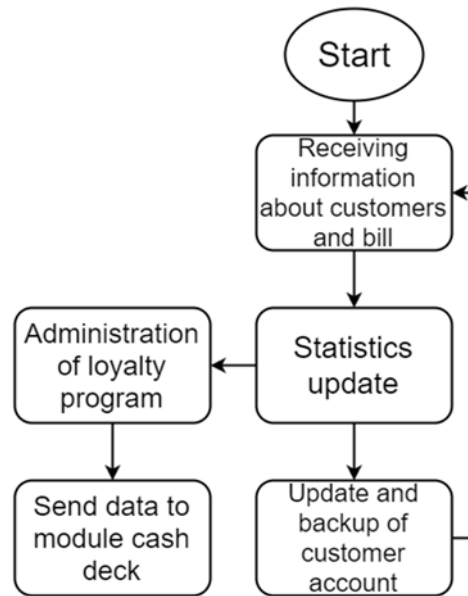 Start
Receiving
information
about customers
and bill
Administration
of loyalty
program
Statistics
update
Send data to
module cash
deck
Update and
backup of
customer
account